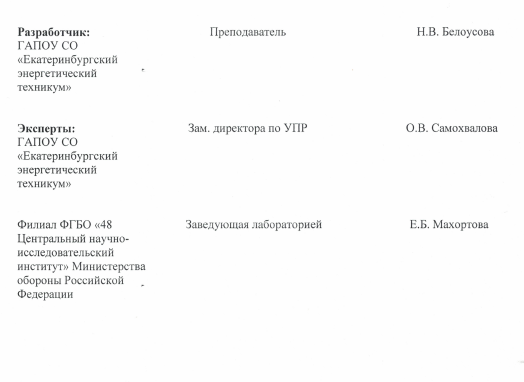 Разработчик: Преподаватель Н.В. Белоусова
ГАПОУ СО
«Екатеринбургский
энергетический
техникум»
Эксперты: Зам. директора по УПР О.В. Самохвалова
ГАПОУ СО
«Екатеринбургский
энергетический
техникум»
Филиал ФГБО «48 Заведующая лабораторией Е.Б. Махортова
Центральный научно-
исследовательский
институт» Министерства
обороны Российской
Федерации